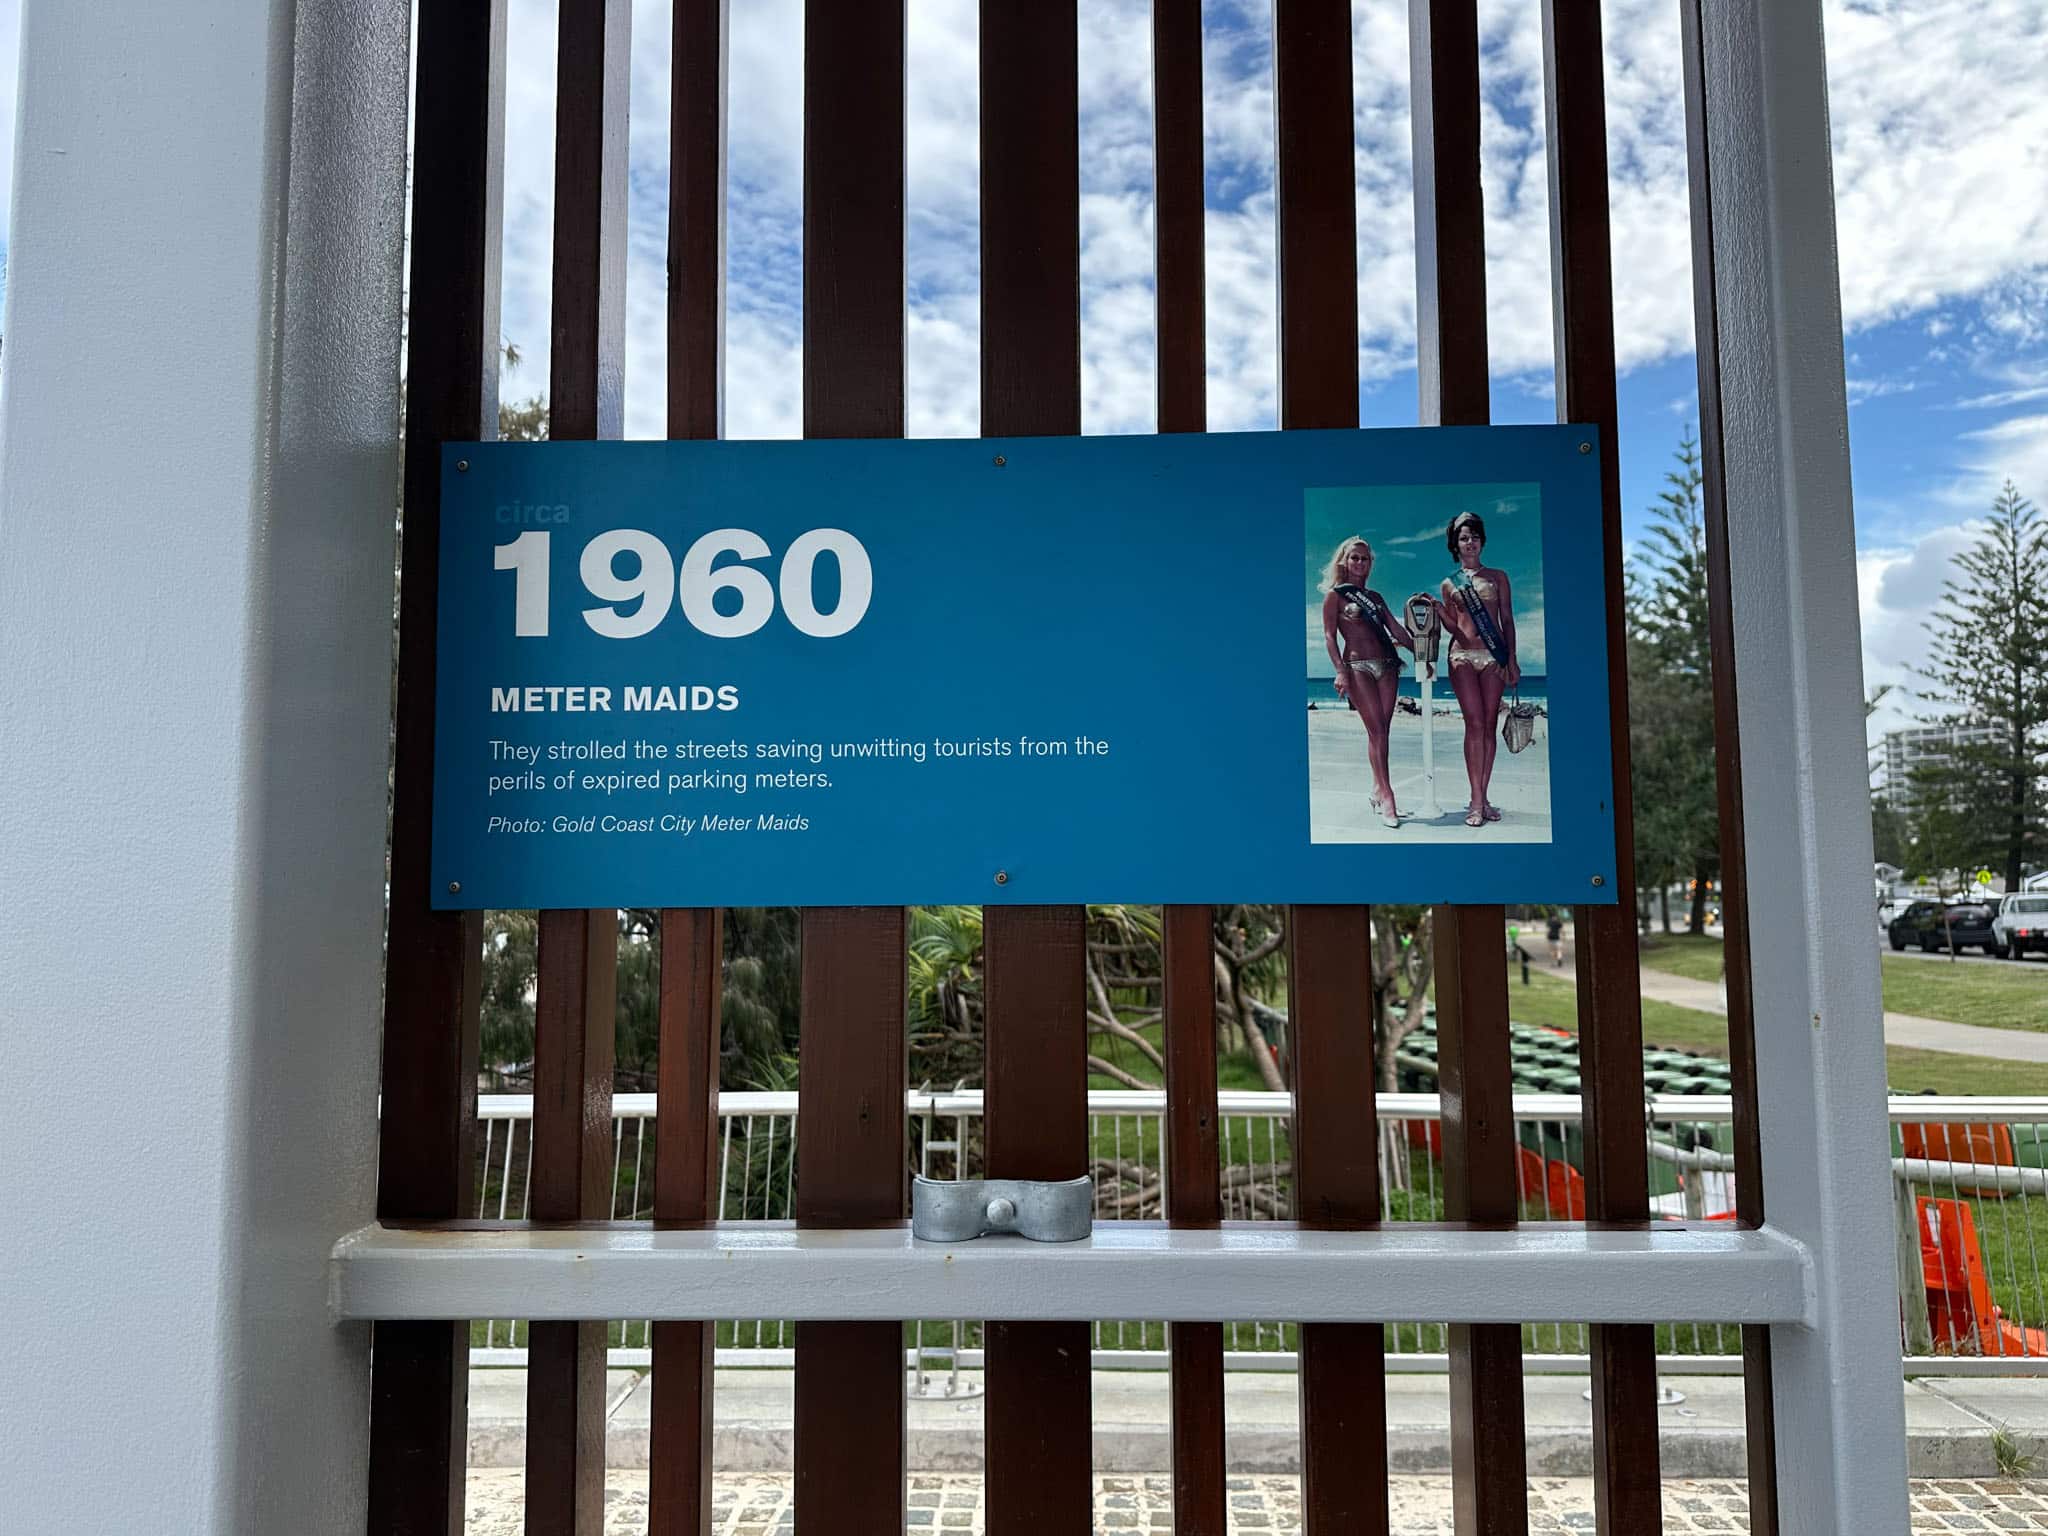 circa
1960
METER MAIDS
They strolled the streets saving unwitting tourists from the
perils of expired parking meters.
Photo: Gold Coast City Meter Maids